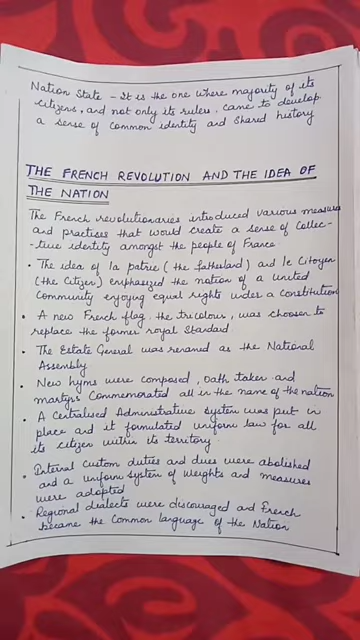 Nation State - It is the one where majority of its
citizens, and not only its rulers, came to develop
a sense of common identity and shared history
THE FRENCH REVOLUTION AND THE IDEA OF
THE NATION
The French revolutionaries introduced various measures
and practices that would create a sense of Collec-
-tive identity amongst the people of France
• The idea of la patrie (the fatherland) and le Citoyen
(the Citizen) emphasized the notion of a united
Community enjoying equal rights under a Constitution
• A new French flag, the tricolour, was choosen to
replace the former royal Standard
• The Estate General was renamed as the National
Assembly
• New hyms were composed, oath taken and
martyrs Commemorated all in the name of the nation
• A Centralised Administrative system was put in
place and it formulated uniform law for all
its citizen within its territory
• Internal Custom duties and dues were abolished
and a uniform system of Weights and measures
were adopted
• Regional dialects were discouraged and French
became the Common language of the Nation